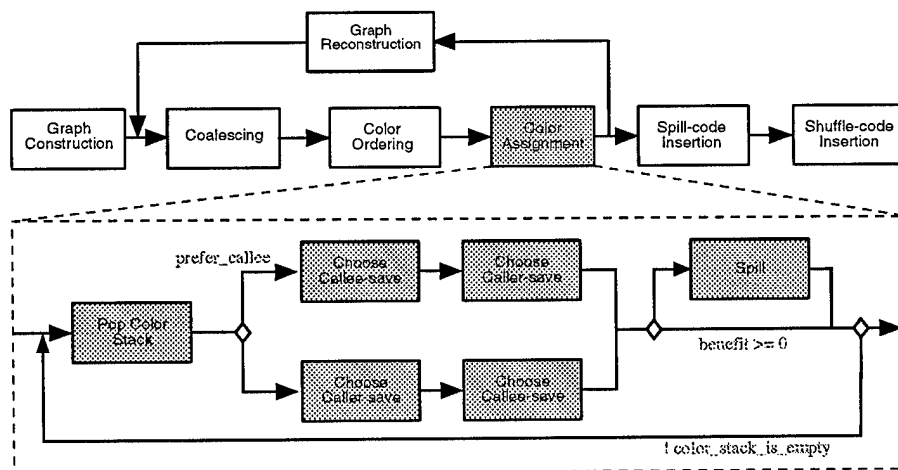 Graph
Reconstruction
Graph
Construction
Coalescing
Color
Ordering
Color
Assignment
Spill-code
Insertion
Shuffle-code
Insertion
prefer_callee
Choose
Callee-save
Choose
Caller-save
Spill
Pop Color
Stack
benefit >= 0
Choose
Caller-save
Choose
Callee-save
! color_stack_is_empty